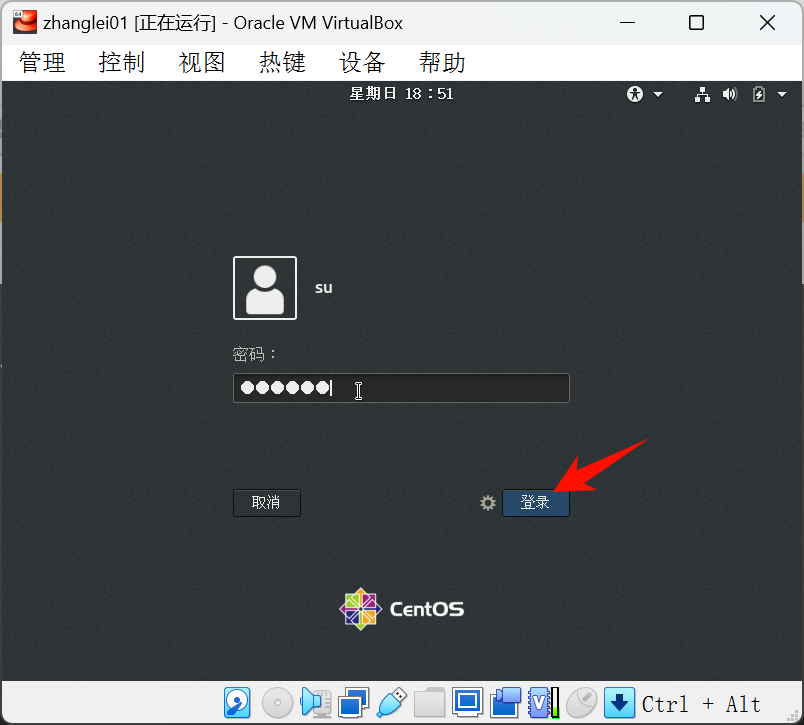 zhanglei01 [正在运行] - Oracle VM VirtualBox
管理 控制 视图 热键 设备 帮助
星期日 18：51
su
密码：
取消 登录
CentOS
Ctrl + Alt